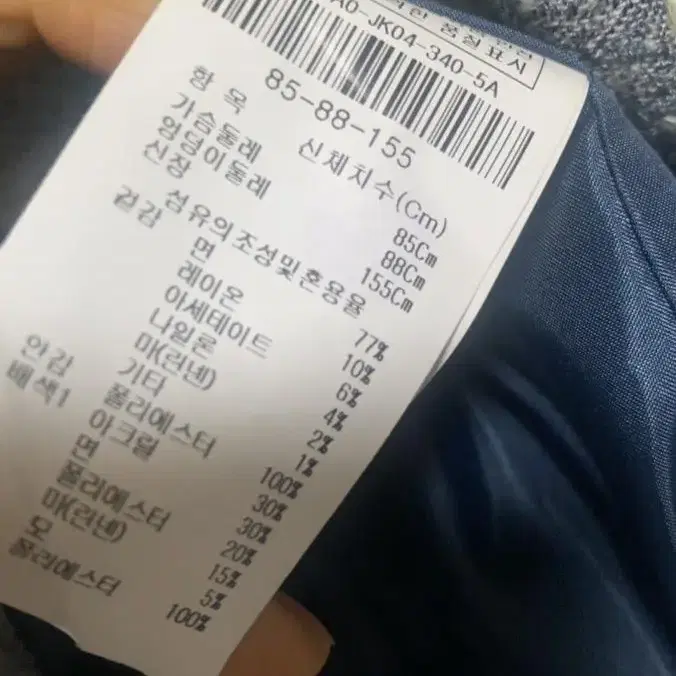 품질표시
A0-JK04-340-5A
85-88-155
항 목 신체치수(Cm)
가슴둘레 85Cm
엉덩이둘레 88Cm
신장 155Cm
섬유의조성및혼용율
겉감 면 77%
레이온 10%
아세테이트 6%
나일론 4%
마(린넨) 2%
기타 1%
안감 폴리에스터 100%
배색1 아크릴 30%
면 30%
폴리에스터 20%
마(린넨) 15%
모 5%
폴리에스터 100%